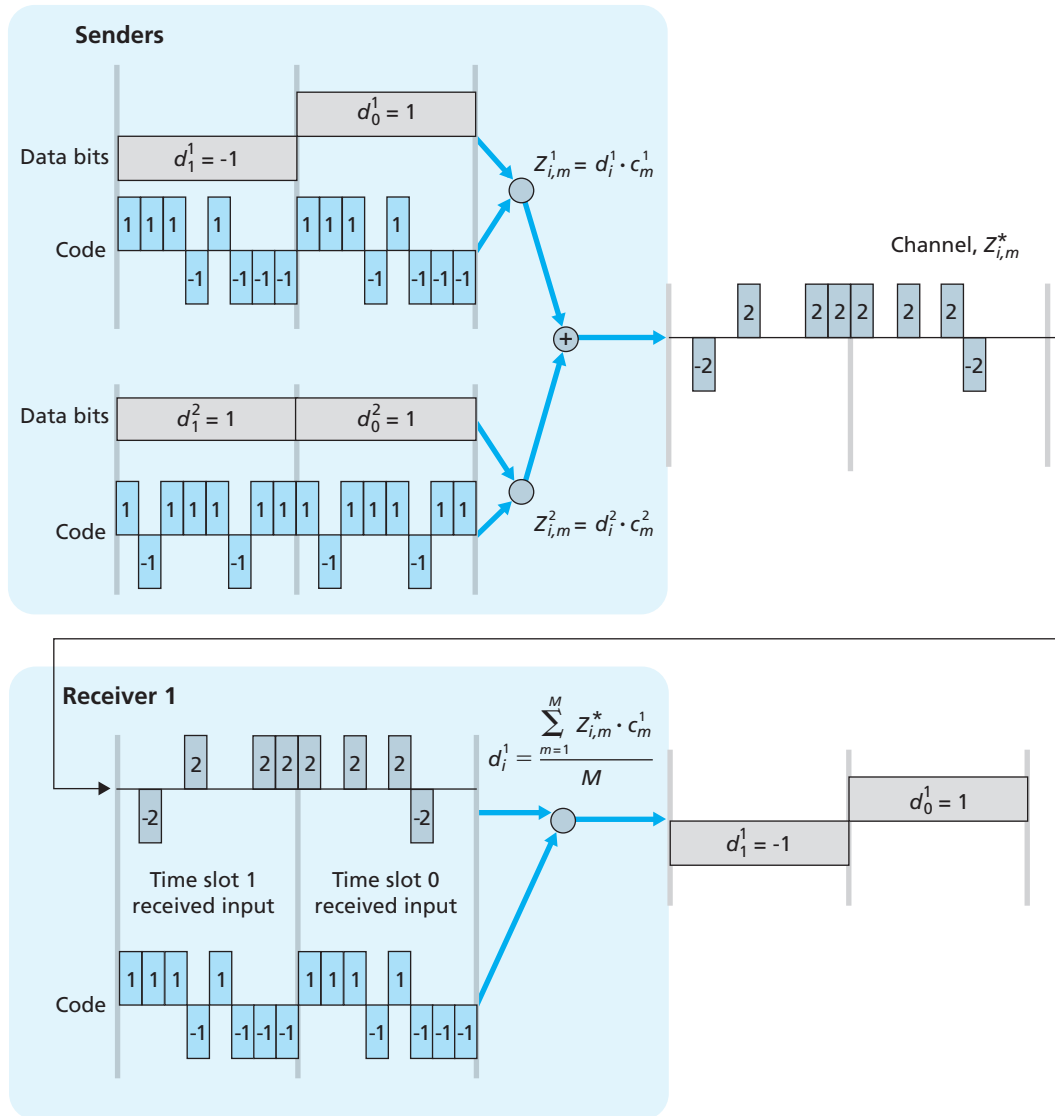 Senders
Data bits
d_1^1 = -1
d_0^1 = 1
Code
1 1 1 -1 1 -1 -1 -1 1 1 1 -1 1 -1 -1 -1
Z_{i,m}^1 = d_i^1 · c_m^1
Data bits
d_1^2 = 1
d_0^2 = 1
Code
1 -1 1 1 1 -1 1 1 1 -1 1 1 1 -1 1 1
Z_{i,m}^2 = d_i^2 · c_m^2
+
Channel, Z_{i,m}^*
-2 2 2 2 2 2 2 -2
Receiver 1
-2 2 2 2 2 2 2 -2
Time slot 1
received input
Time slot 0
received input
Code
1 1 1 -1 1 -1 -1 -1 1 1 1 -1 1 -1 -1 -1
d_i^1 = \frac{\sum_{m=1}^{M} Z_{i,m}^* · c_m^1}{M}
d_1^1 = -1
d_0^1 = 1